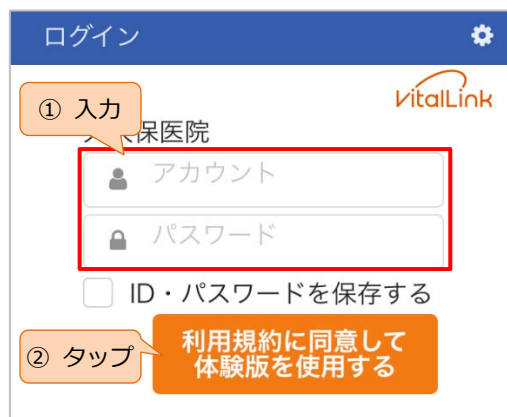 ログイン
VitalLink
① 入力
保医院
アカウント
パスワード
ID・パスワードを保存する
② タップ
利用規約に同意して
体験版を使用する